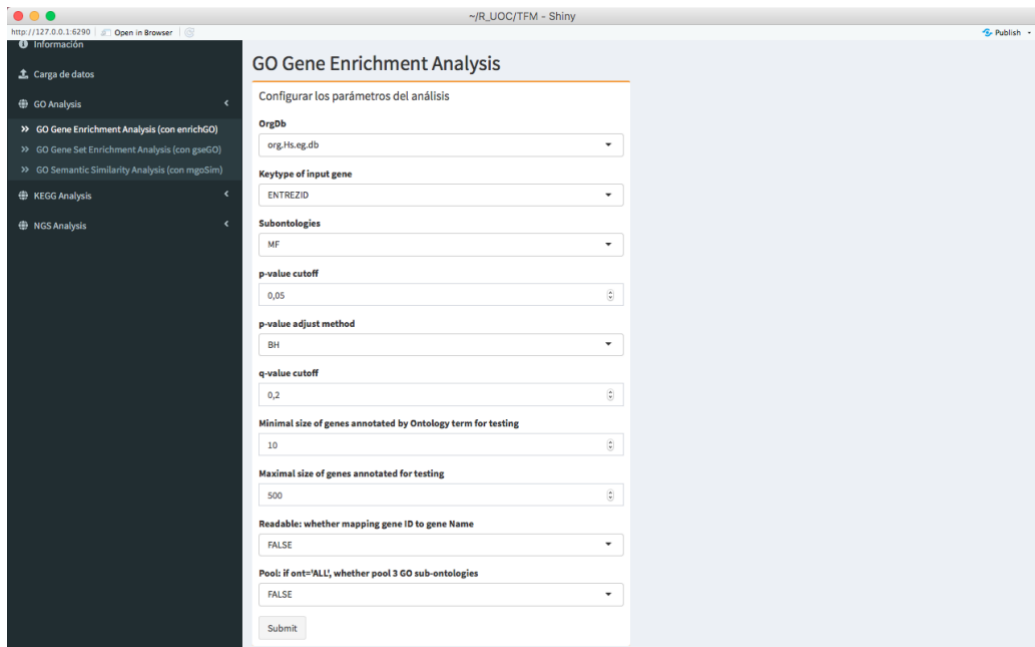 ~/R_UOC/TFM - Shiny
http://127.0.0.1:6290 Open in Browser Publish
Información
Carga de datos
GO Analysis
GO Gene Enrichment Analysis (con enrichGO)
GO Gene Set Enrichment Analysis (con gseGO)
GO Semantic Similarity Analysis (con mgoSim)
KEGG Analysis
NGS Analysis
GO Gene Enrichment Analysis
Configurar los parámetros del análisis
OrgDb
org.Hs.eg.db
Keytype of input gene
ENTREZID
Subontologies
MF
p-value cutoff
0,05
p-value adjust method
BH
q-value cutoff
0,2
Minimal size of genes annotated by Ontology term for testing
10
Maximal size of genes annotated for testing
500
Readable: whether mapping gene ID to gene Name
FALSE
Pool: if ont='ALL', whether pool 3 GO sub-ontologies
FALSE
Submit